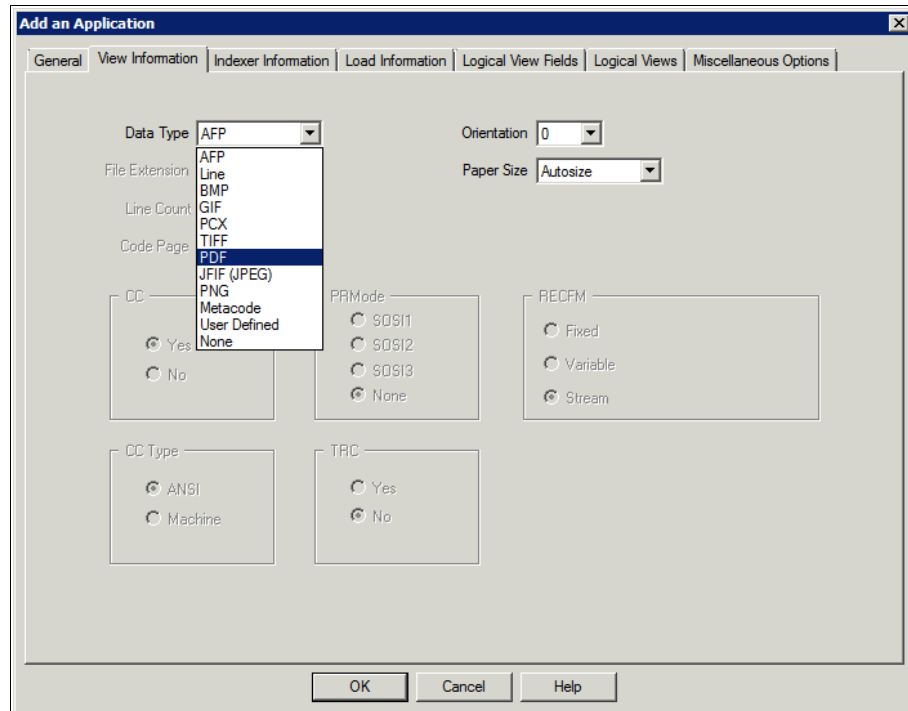 Add an Application
General View Information Indexer Information Load Information Logical View Fields Logical Views Miscellaneous Options
Data Type AFP
Orientation 0
AFP
Line
BMP
GIF
PCX
TIFF
PDF
JFIF (JPEG)
PNG
Metacode
User Defined
None
File Extension
Paper Size Autosize
Line Count
Code Page
CC
Yes
No
PRMode
SOSI1
SOSI2
SOSI3
None
RECFM
Fixed
Variable
Stream
CC Type
ANSI
Machine
TRC
Yes
No
OK Cancel Help